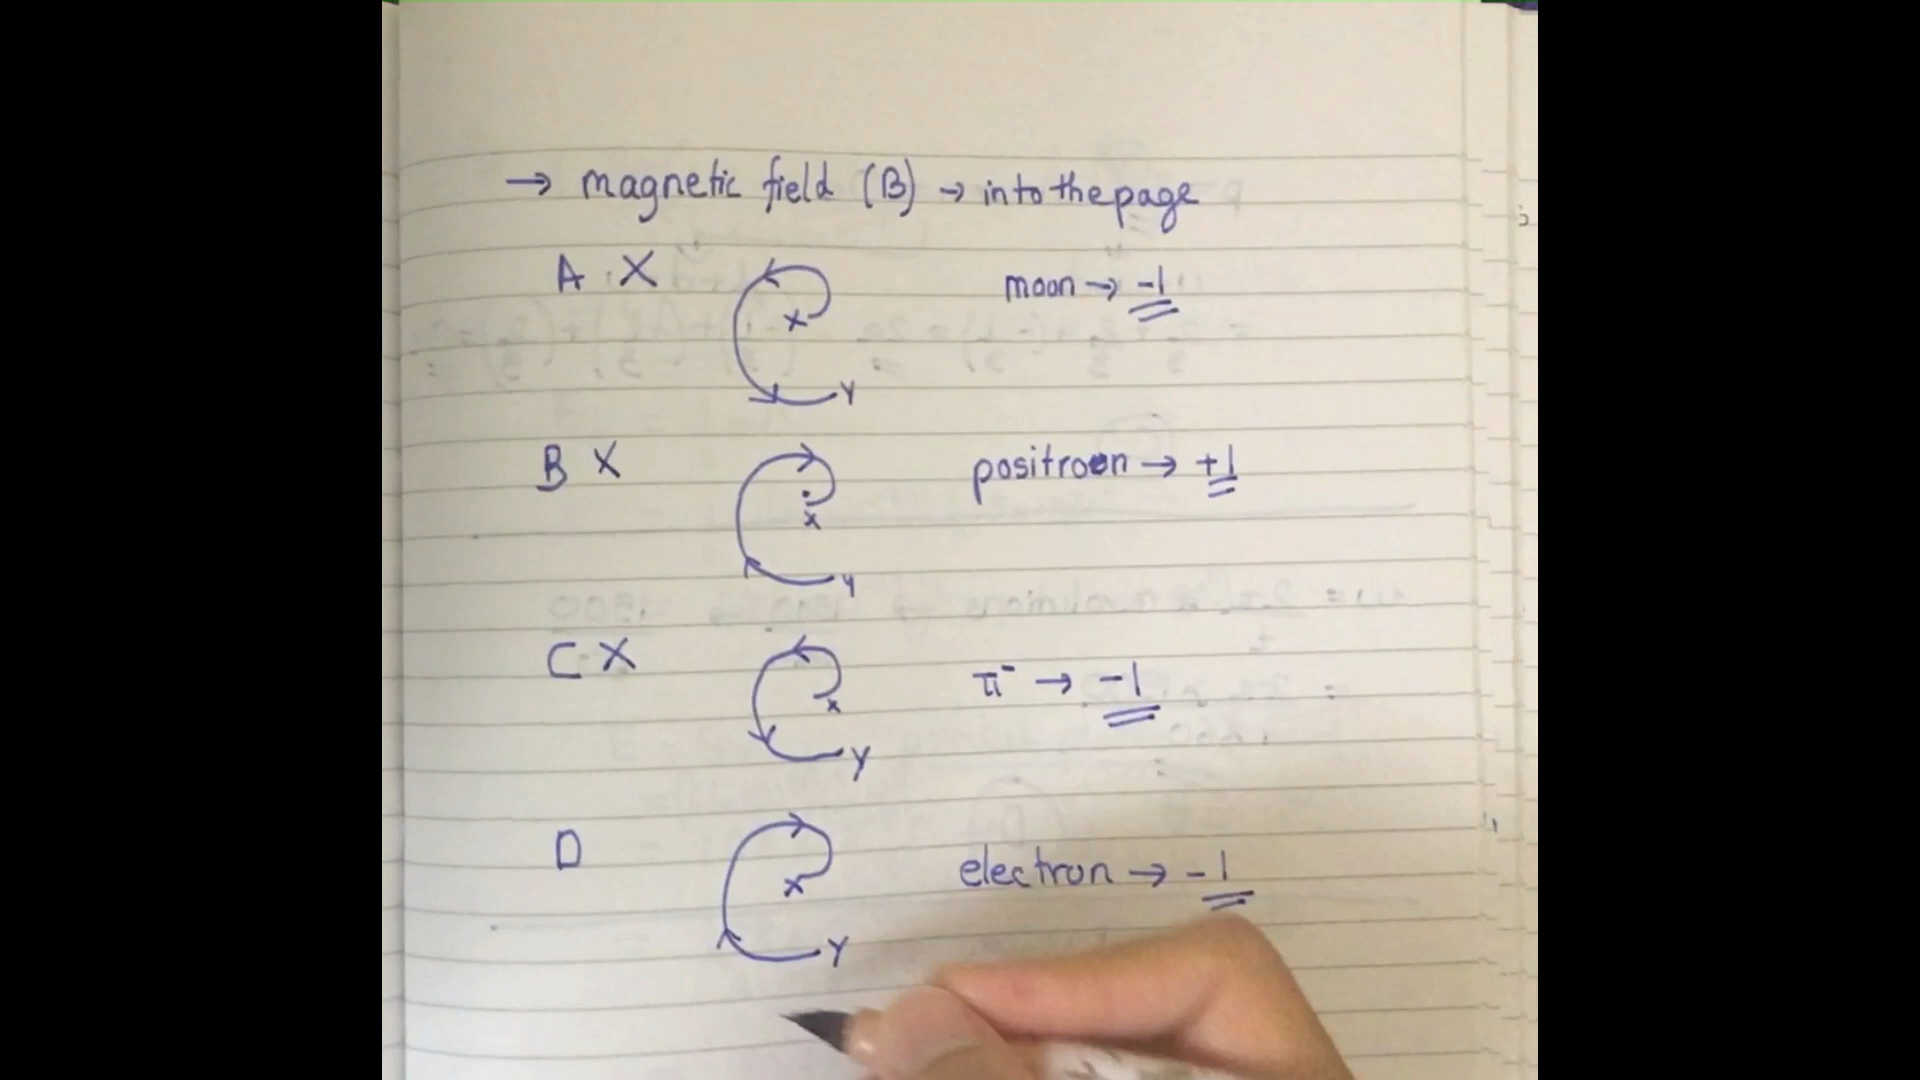 → magnetic field (B) → into the page
A X
x
Y
moon → -1
B X
x
Y
positroen → +1
C X
x
Y
π⁻ → -1
D
x
Y
electron → -1